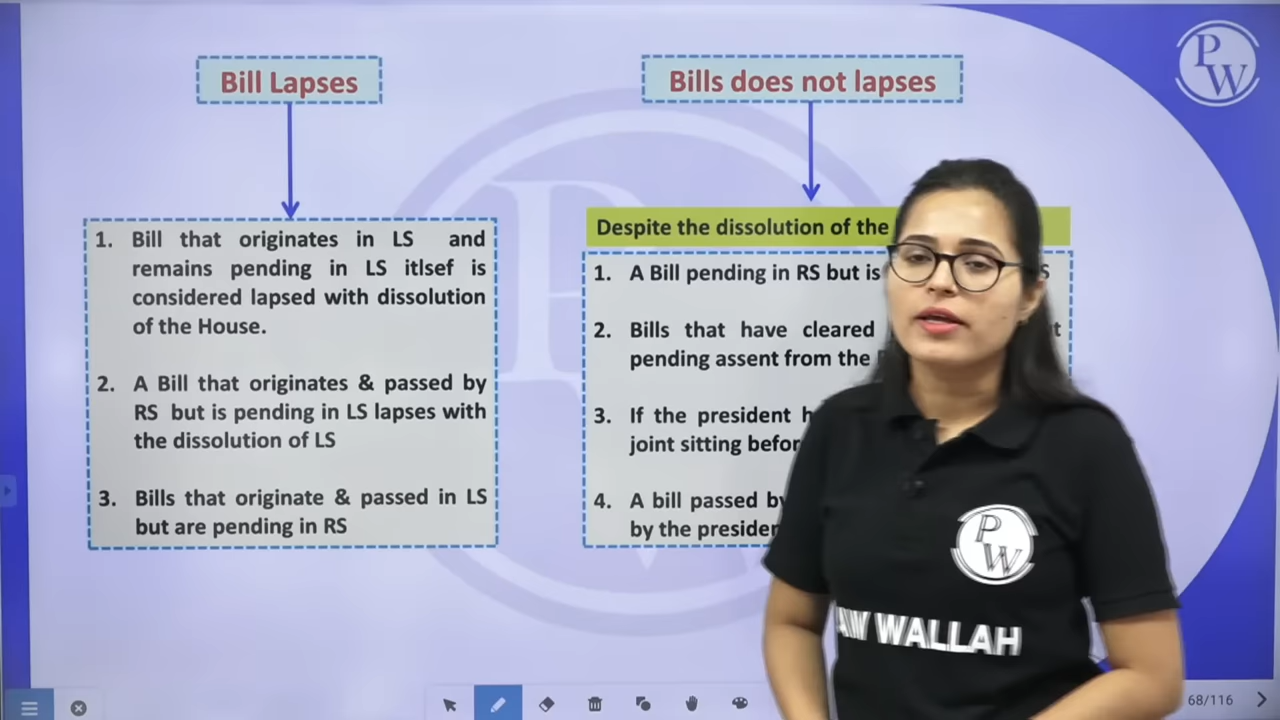 Bill Lapses
Bills does not lapses
PW
1. Bill that originates in LS and
remains pending in LS itlsef is
considered lapsed with dissolution
of the House.
2. A Bill that originates & passed by
RS but is pending in LS lapses with
the dissolution of LS
3. Bills that originate & passed in LS
but are pending in RS
Despite the dissolution of the
1. A Bill pending in RS but is
2. Bills that have cleared
pending assent from the
3. If the president
joint sitting
4. A bill passed
by the
PW
WALLAH
68/116